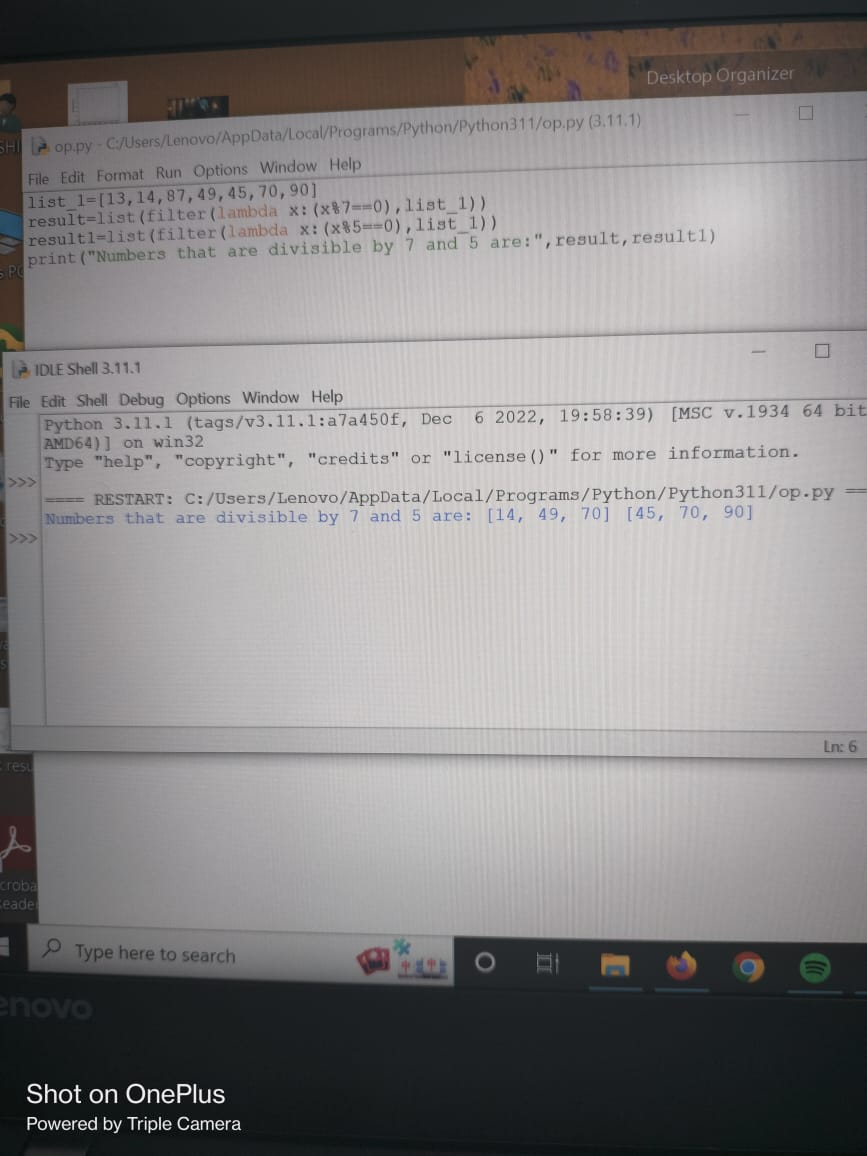 Desktop Organizer
op.py - C:/Users/Lenovo/AppData/Local/Programs/Python/Python311/op.py (3.11.1)
File Edit Format Run Options Window Help
list_1=[13,14,87,49,45,70,90]
result=list(filter(lambda x:(x%7==0),list_1))
result1=list(filter(lambda x:(x%5==0),list_1))
print("Numbers that are divisible by 7 and 5 are:",result,result1)
IDLE Shell 3.11.1
File Edit Shell Debug Options Window Help
Python 3.11.1 (tags/v3.11.1:a7a450f, Dec  6 2022, 19:58:39) [MSC v.1934 64 bit
AMD64)] on win32
Type "help", "copyright", "credits" or "license()" for more information.
>>>
==== RESTART: C:/Users/Lenovo/AppData/Local/Programs/Python/Python311/op.py ==
Numbers that are divisible by 7 and 5 are: [14, 49, 70] [45, 70, 90]
>>>
Ln: 6
resu
croba
eade
Type here to search
enovo
Shot on OnePlus
Powered by Triple Camera